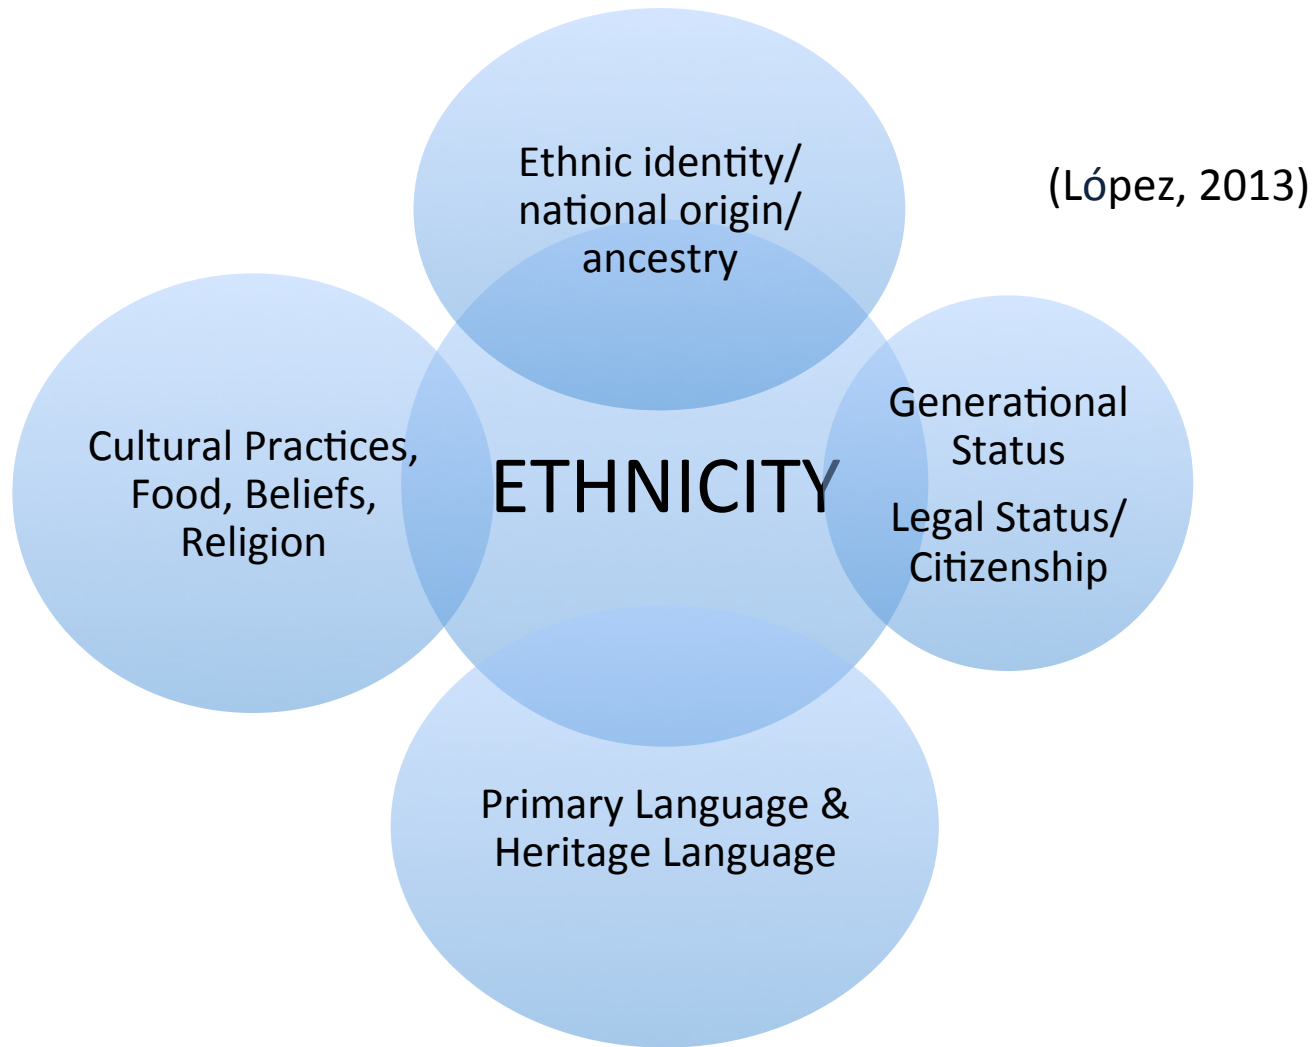 Ethnic identity/
national origin/
ancestry
(López, 2013)
Cultural Practices,
Food, Beliefs,
Religion
ETHNICITY
Generational
Status
Legal Status/
Citizenship
Primary Language &
Heritage Language